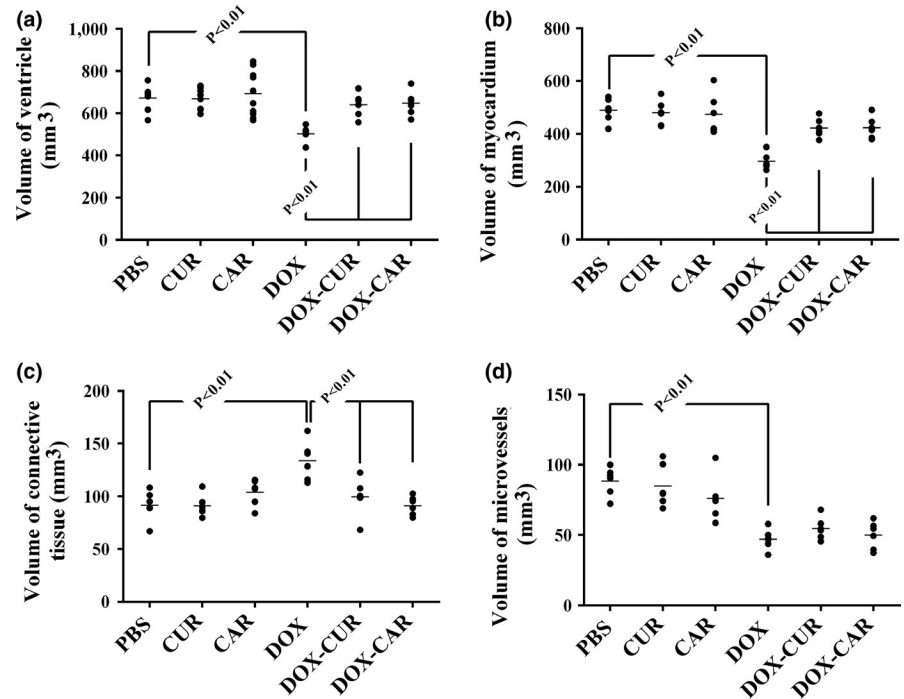 (a)
Volume of ventricle
(mm3)
1,000
800
600
400
200
0
P<0.01
P<0.01
PBS
CUR
CAR
DOX
DOX-CUR
DOX-CAR
(b)
Volume of myocardium
(mm3)
800
600
400
200
0
P<0.01
P<0.01
PBS
CUR
CAR
DOX
DOX-CUR
DOX-CAR
(c)
Volume of connective
tissue (mm3)
200
150
100
50
0
P<0.01
P<0.01
PBS
CUR
CAR
DOX
DOX-CUR
DOX-CAR
(d)
Volume of microvessels
(mm3)
150
100
50
0
P<0.01
PBS
CUR
CAR
DOX
DOX-CUR
DOX-CAR